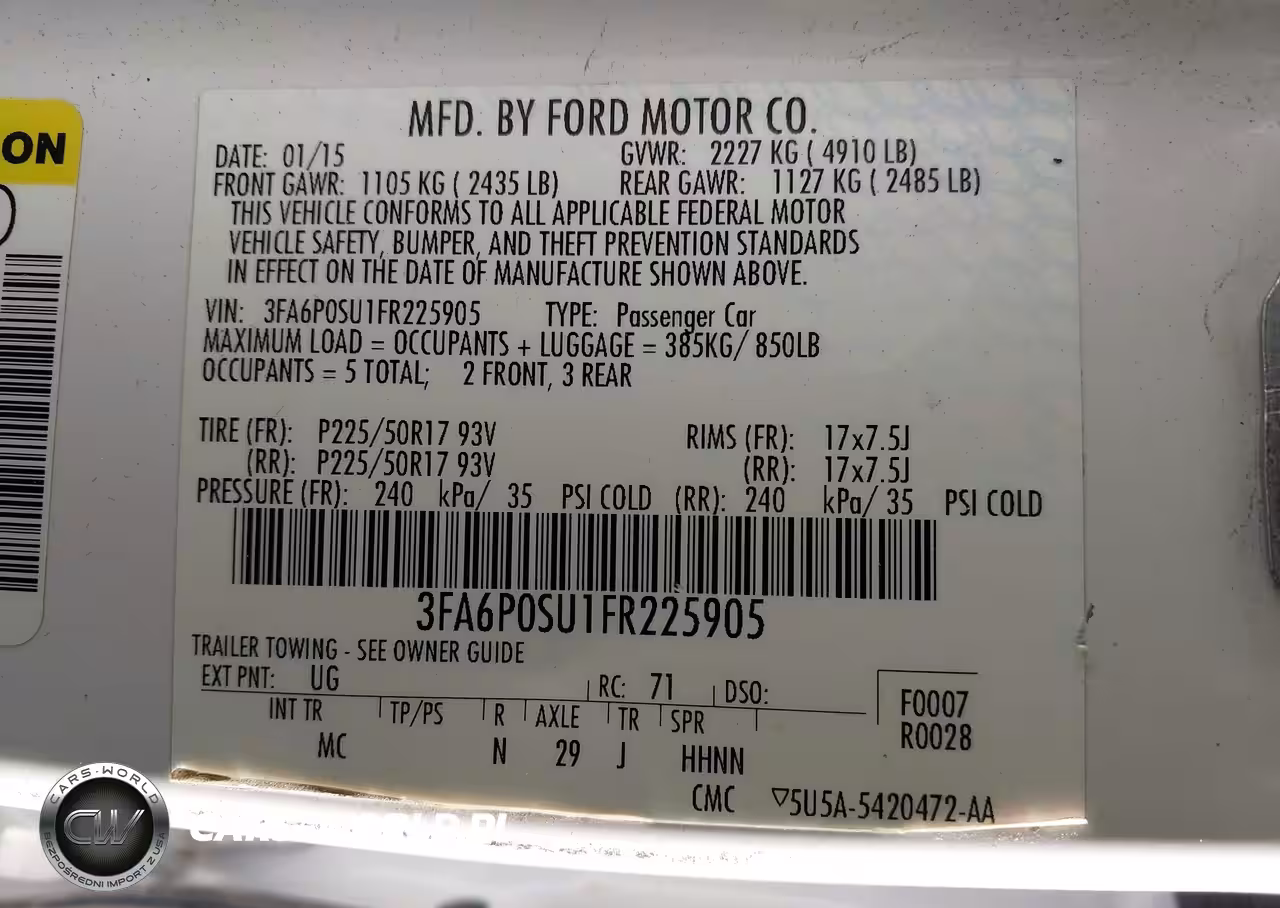 ON
MFD. BY FORD MOTOR CO.
DATE: 01/15 GVWR: 2227 KG ( 4910 LB)
FRONT GAWR: 1105 KG ( 2435 LB) REAR GAWR: 1127 KG ( 2485 LB)
THIS VEHICLE CONFORMS TO ALL APPLICABLE FEDERAL MOTOR
VEHICLE SAFETY, BUMPER, AND THEFT PREVENTION STANDARDS
IN EFFECT ON THE DATE OF MANUFACTURE SHOWN ABOVE.
VIN: 3FA6P0SU1FR225905 TYPE: Passenger Car
MAXIMUM LOAD = OCCUPANTS + LUGGAGE = 385KG/ 850LB
OCCUPANTS = 5 TOTAL; 2 FRONT, 3 REAR
TIRE (FR): P225/50R17 93V RIMS (FR): 17x7.5J
(RR): P225/50R17 93V (RR): 17x7.5J
PRESSURE (FR): 240 kPa/ 35 PSI COLD (RR): 240 kPa/ 35 PSI COLD
3FA6P0SU1FR225905
TRAILER TOWING - SEE OWNER GUIDE
EXT PNT: UG RC: 71 DSO:
INT TR TP/PS R AXLE TR SPR
MC N 29 J HHNN
F0007
R0028
CMC ▽5U5A-5420472-AA
CARS-WORLD
CW
BEZPOŚREDNI IMPORT Z USA